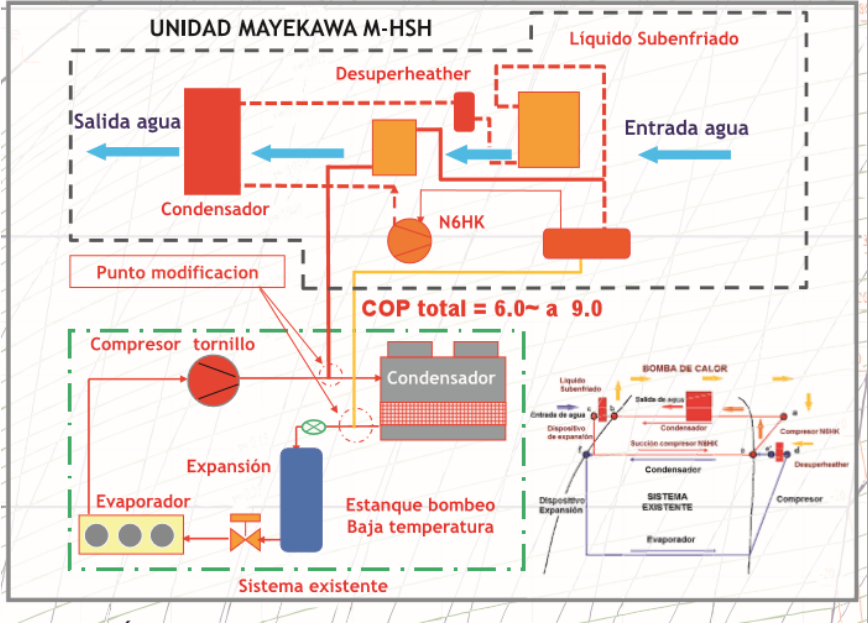 UNIDAD MAYEKAWA M-HSH
Líquido Subenfriado
Desuperheather
Salida agua
Entrada agua
Condensador
N6HK
Punto modificacion
COP total = 6.0~ a 9.0
Compresor tornillo
Condensador
Expansión
Evaporador
Estanque bombeo
Baja temperatura
Sistema existente
BOMBA DE CALOR
Líquido
Subenfriado
Salida de agua
Entrada de agua
c
b
a
Dispositivo
de expansión
Condensador
Compresor N6HK
Succión compresor N6HK
f
e
e'
d
Desuperheather
Condensador
Dispositivo
Expansión
SISTEMA
EXISTENTE
Compresor
Evaporador